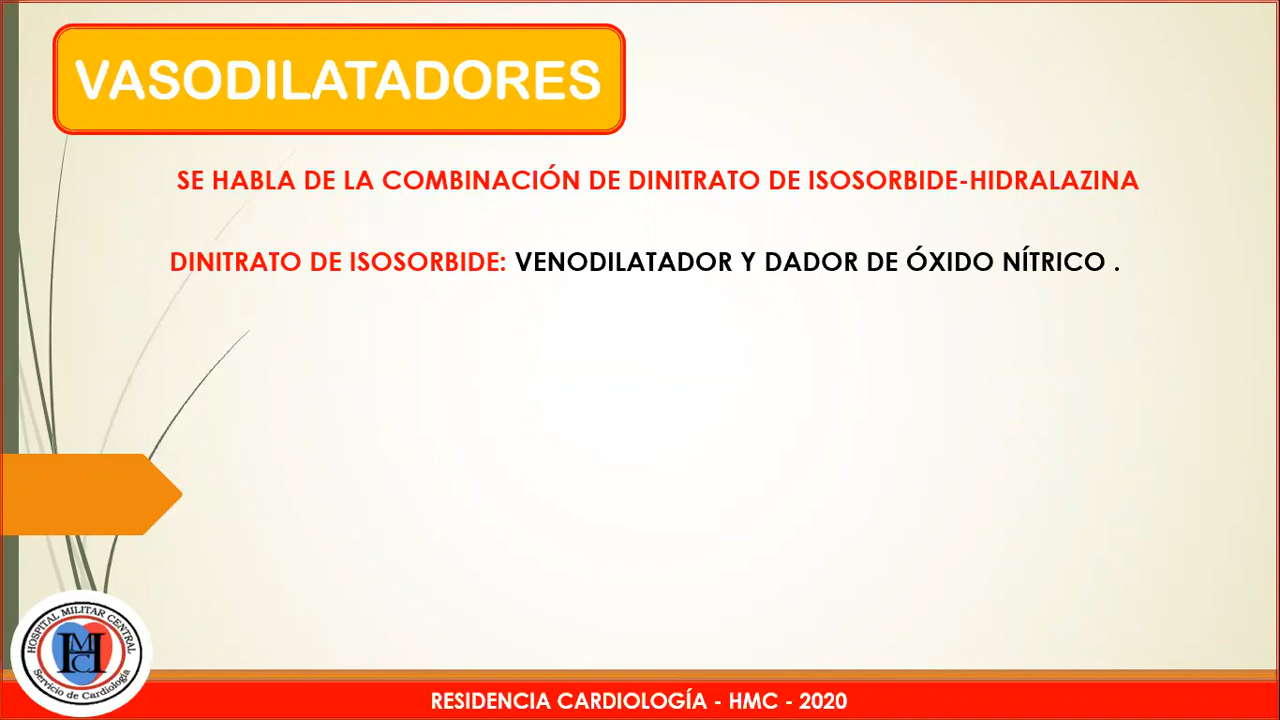 VASODILATADORES
SE HABLA DE LA COMBINACIÓN DE DINITRATO DE ISOSORBIDE-HIDRALAZINA
DINITRATO DE ISOSORBIDE: VENODILATADOR Y DADOR DE ÓXIDO NÍTRICO .
HOSPITAL MILITAR CENTRAL
HMC
Servicio de Cardiología
RESIDENCIA CARDIOLOGÍA - HMC - 2020